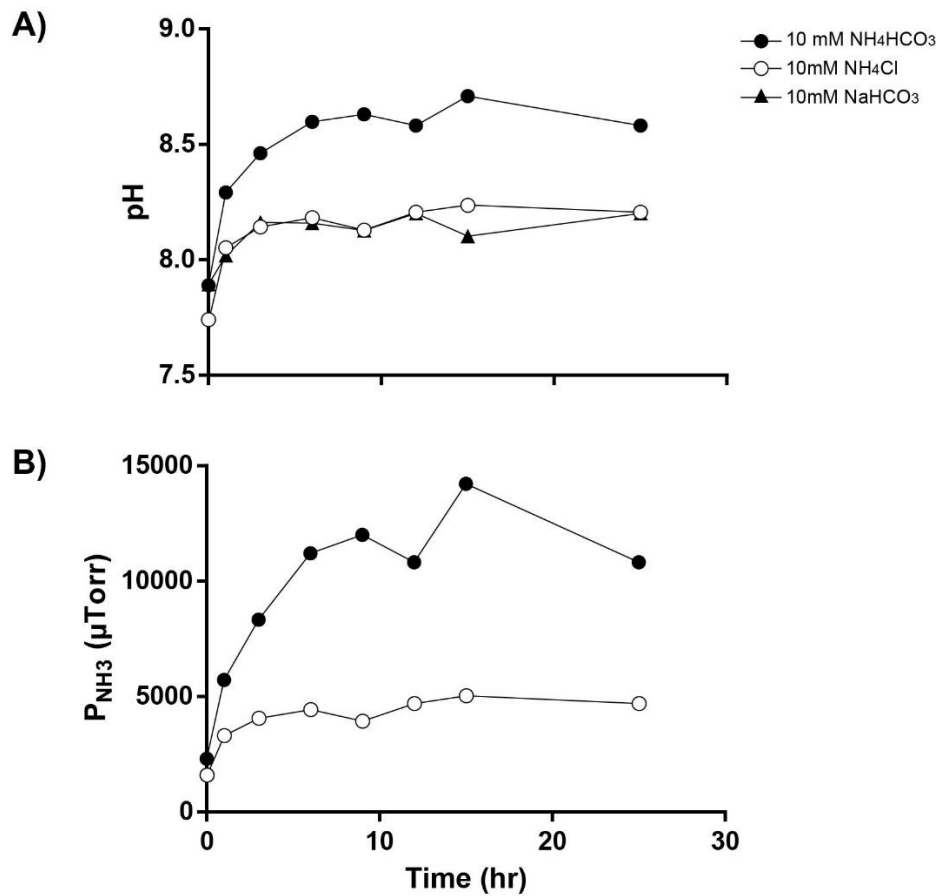 A)
9.0
8.5
8.0
7.5
pH
10 mM NH₄HCO₃
10mM NH₄Cl
10mM NaHCO₃
B)
15000
10000
5000
0
P_NH3 (µTorr)
0
10
20
30
Time (hr)